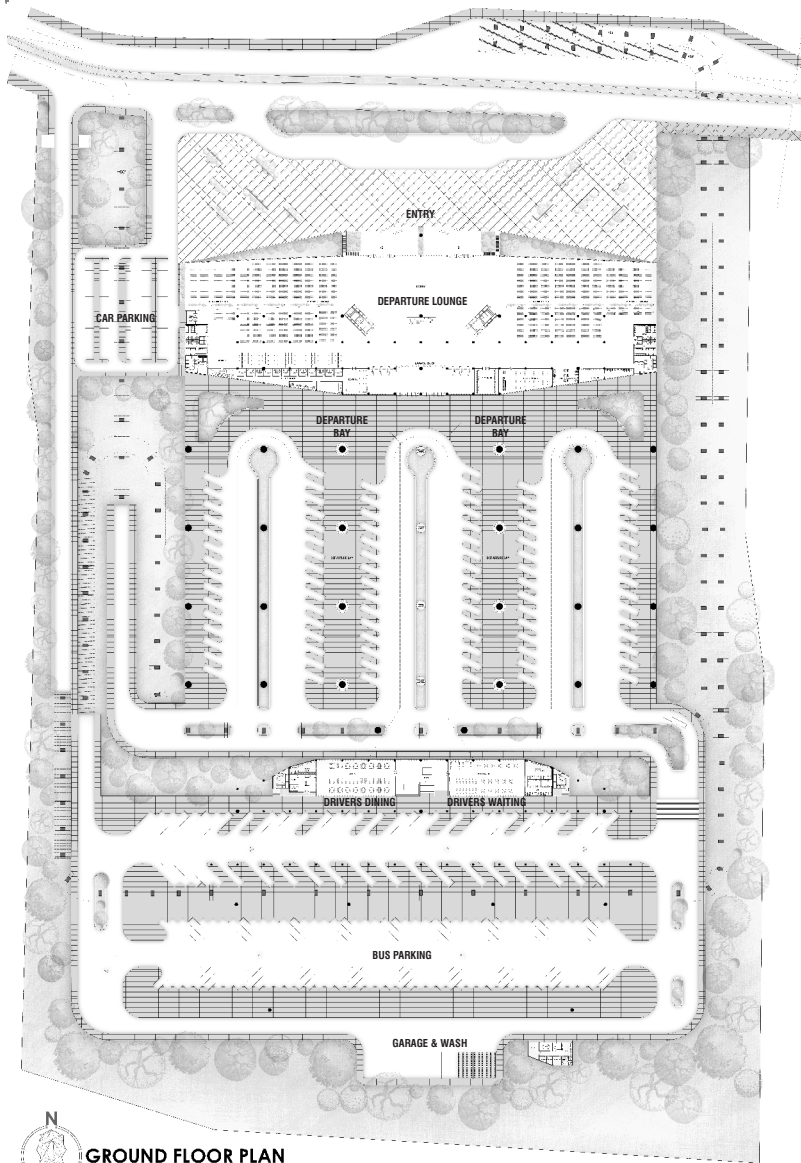 ENTRY
DEPARTURE LOUNGE
CAR PARKING
DEPARTURE
BAY
DEPARTURE
BAY
DRIVERS DINING
DRIVERS WAITING
BUS PARKING
GARAGE & WASH
N
GROUND FLOOR PLAN